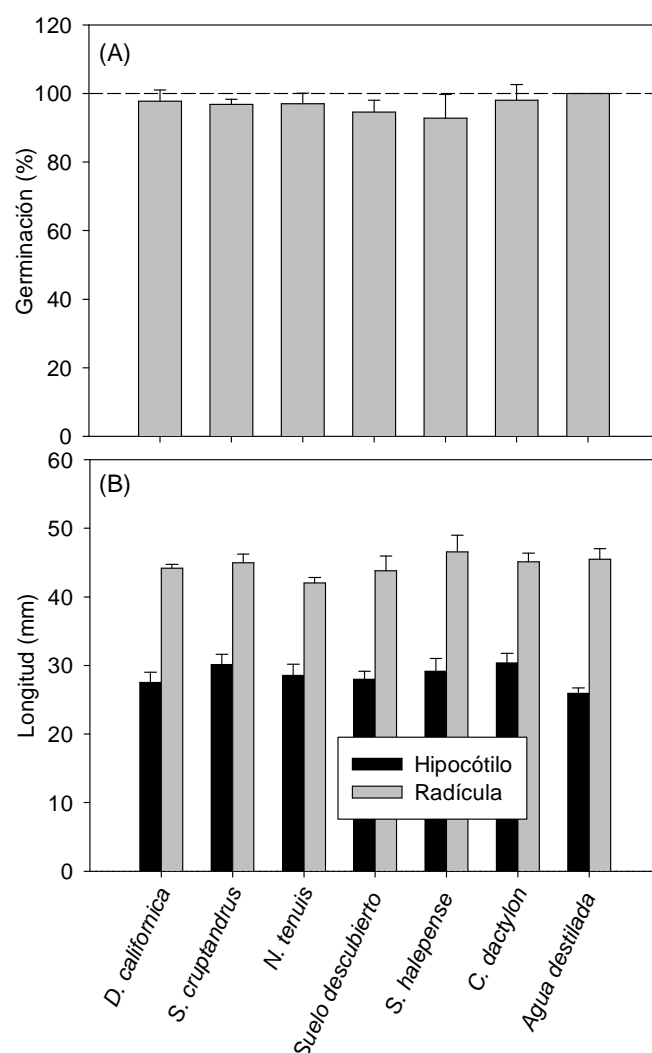 (A)
Germinación (%)
120
100
80
60
40
20
0
(B)
Longitud (mm)
60
50
40
30
20
10
0
Hipocótilo
Radícula
D. californica
S. cruptandrus
N. tenuis
Suelo descubierto
S. halepense
C. dactylon
Agua destilada